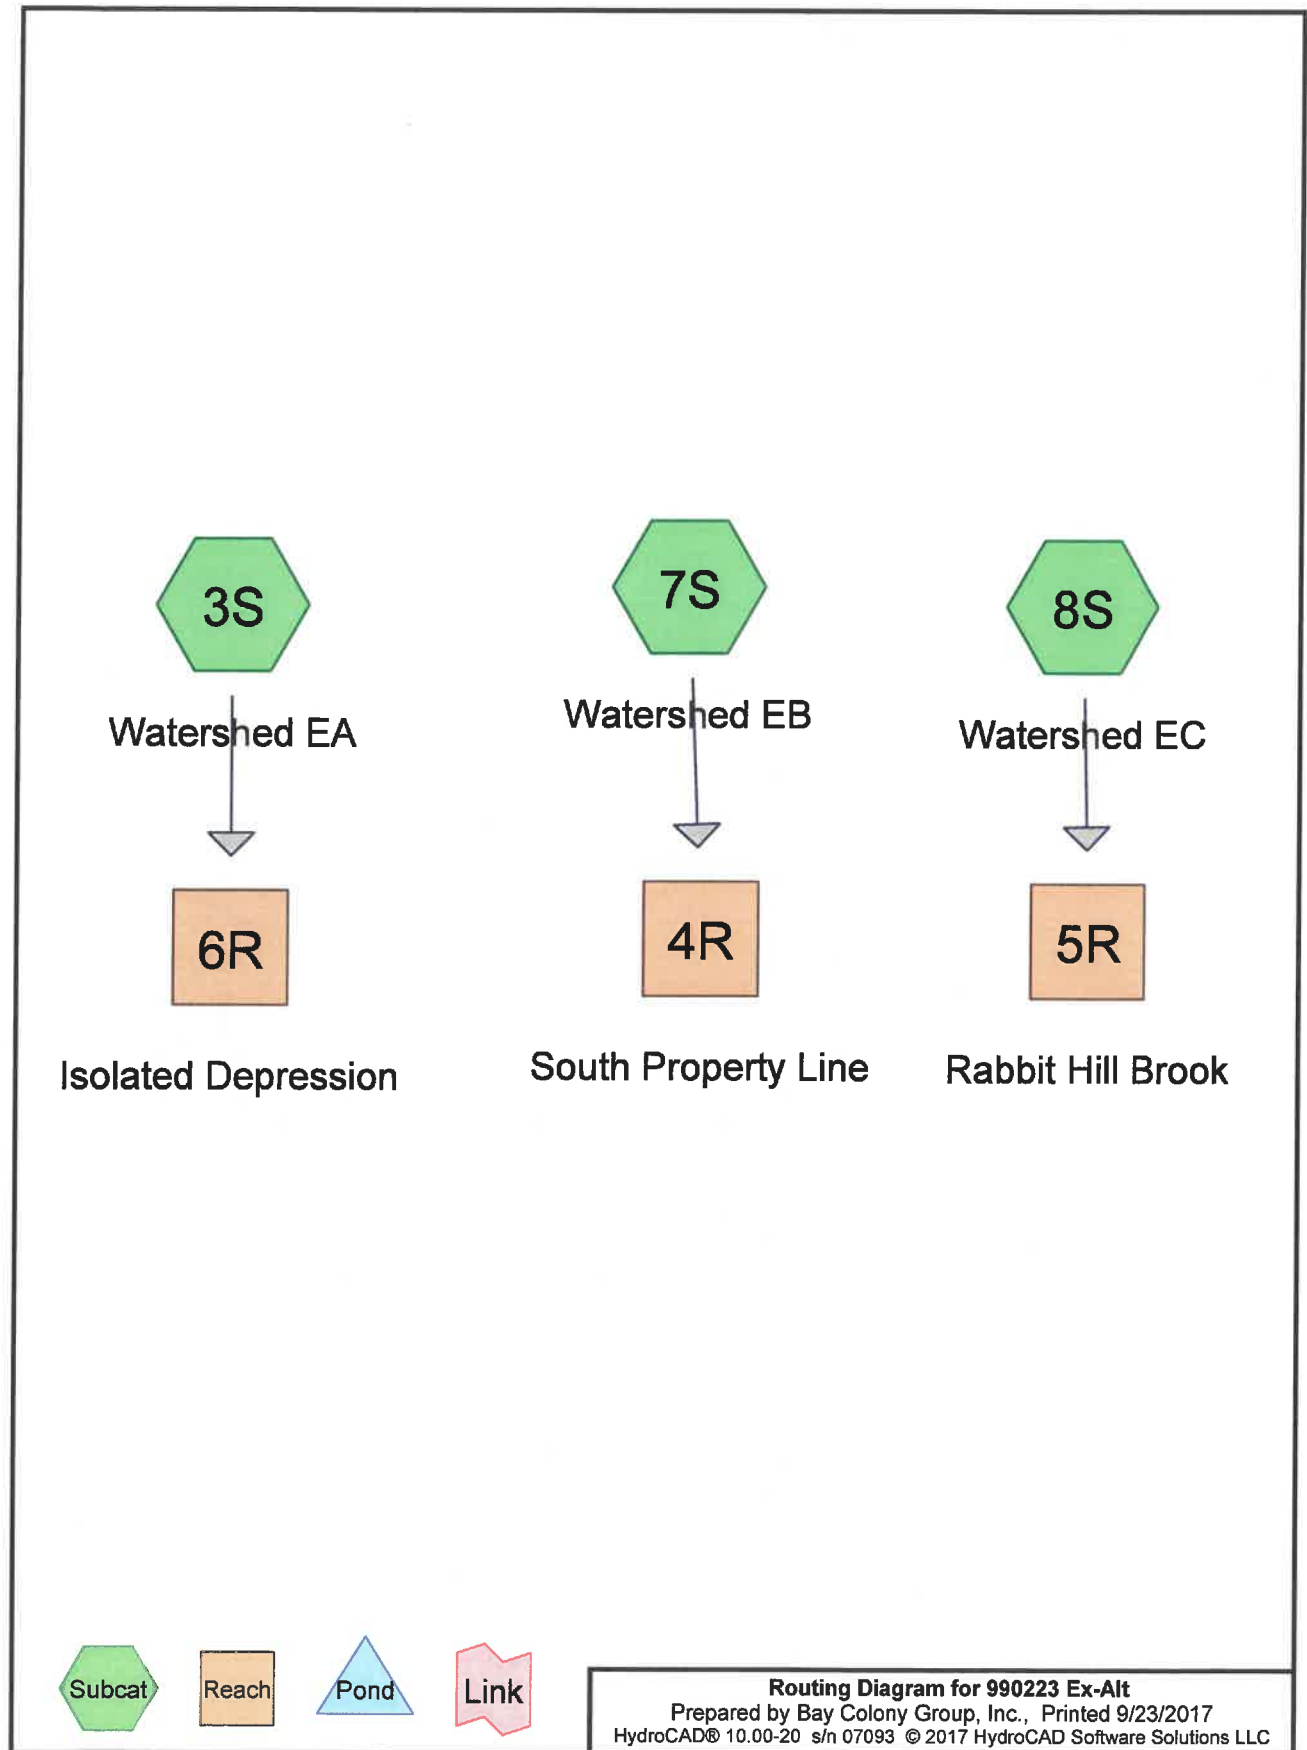 3S
7S
8S
Watershed EA
Watershed EB
Watershed EC
6R
4R
5R
Isolated Depression
South Property Line
Rabbit Hill Brook
Subcat
Reach
Pond
Link
Routing Diagram for 990223 Ex-Alt
Prepared by Bay Colony Group, Inc., Printed 9/23/2017
HydroCAD® 10.00-20 s/n 07093 © 2017 HydroCAD Software Solutions LLC